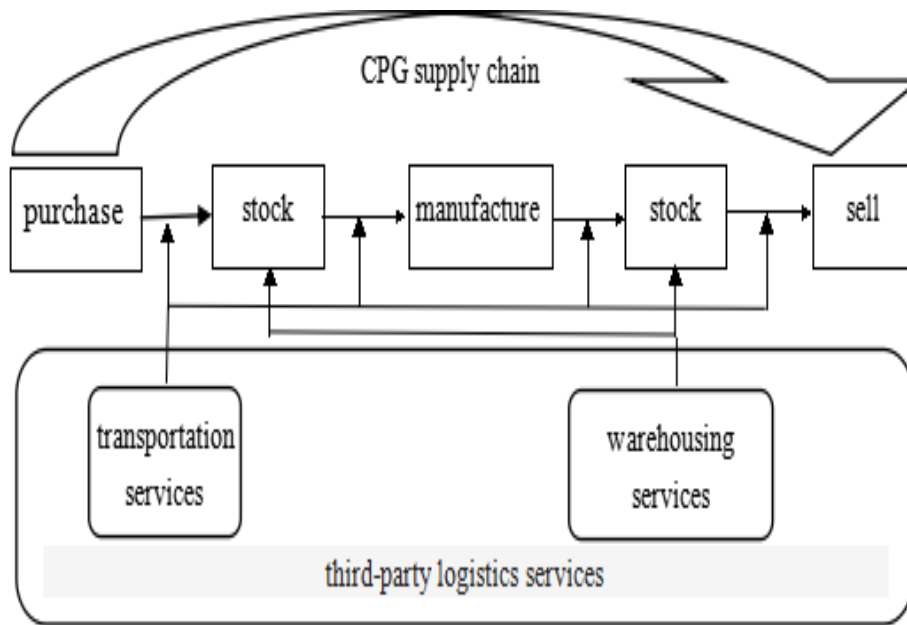 CPG supply chain
purchase
stock
manufacture
stock
sell
transportation
services
warehousing
services
third-party logistics services